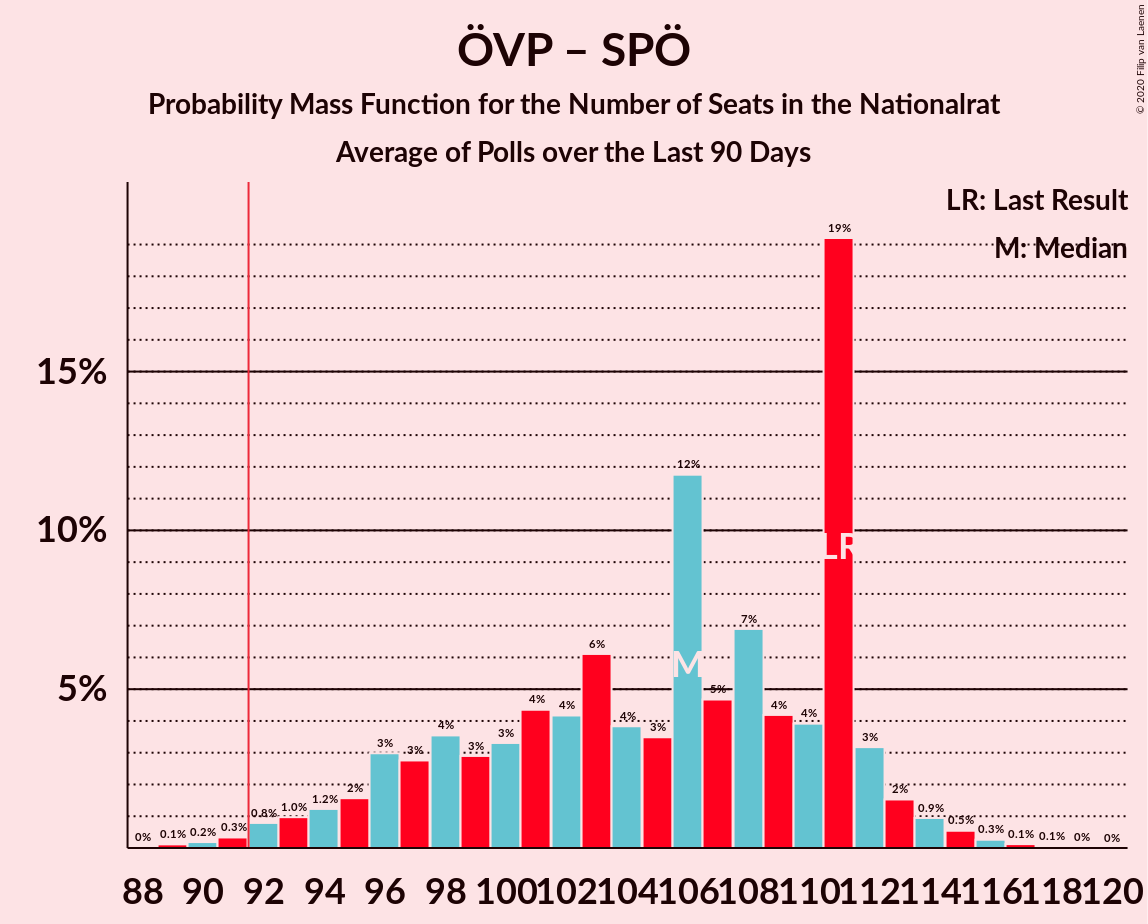 ÖVP – SPÖ
Probability Mass Function for the Number of Seats in the Nationalrat
Average of Polls over the Last 90 Days
© 2020 Filip van Laenen
LR: Last Result
M: Median
15%
10%
5%
0% 0.1% 0.2% 0.3% 0.8% 1.0% 1.2% 2% 3% 3% 4% 3% 3% 4% 4% 6% 4% 3% 12% 5% 7% 4% 4% 19% 3% 2% 0.9% 0.5% 0.3% 0.1% 0.1% 0% 0%
M
LR
88 90 92 94 96 98 100 102 104 106 108 110 112 114 116 118 120